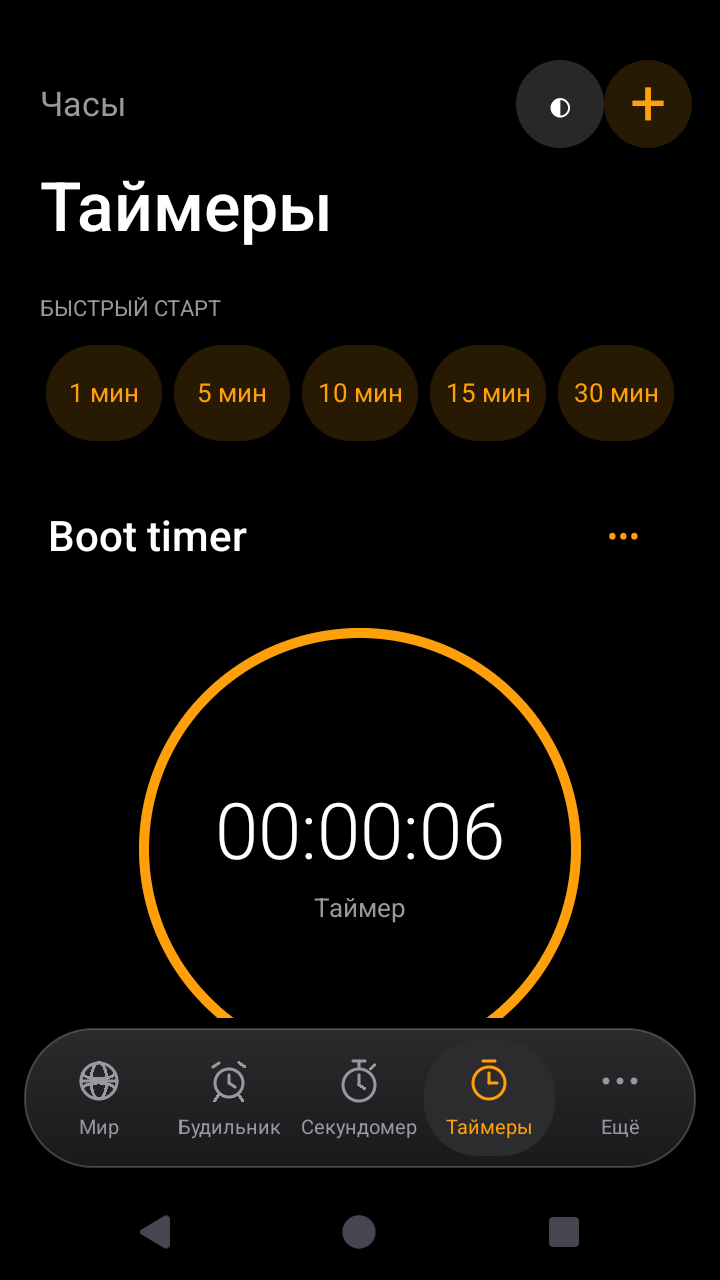 Часы
Таймеры
БЫСТРЫЙ СТАРТ
1 мин 5 мин 10 мин 15 мин 30 мин
Boot timer
00:00:06
Таймер
Мир Будильник Секундомер Таймеры Ещё